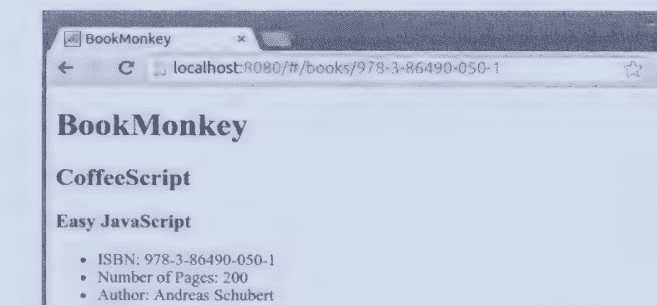 BookMonkey ×
localhost:8080/#/books/978-3-86490-050-1
BookMonkey
CoffeeScript
Easy JavaScript
• ISBN: 978-3-86490-050-1
• Number of Pages: 200
• Author: Andreas Schubert